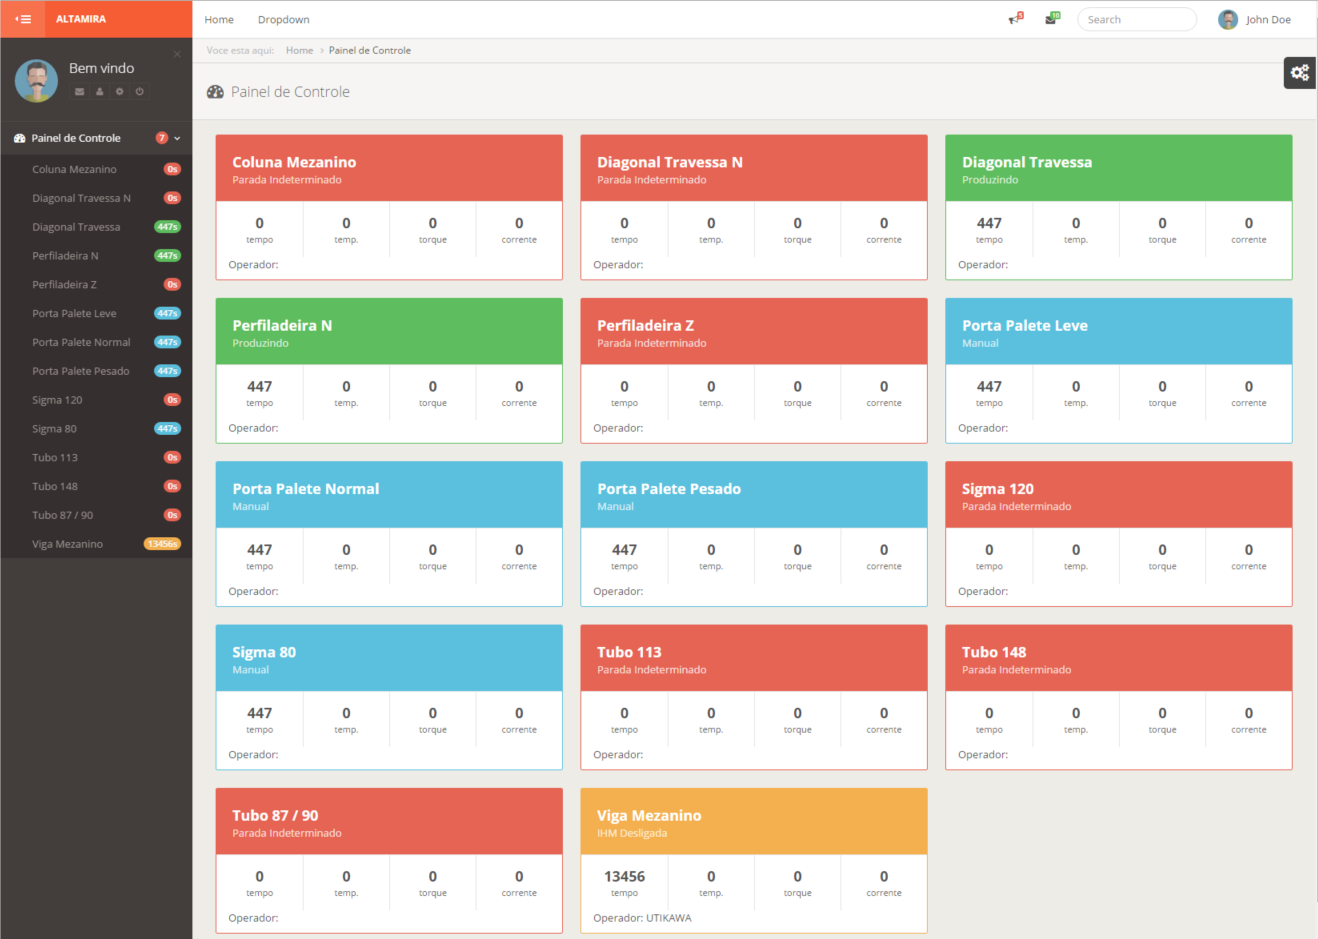 ALTAMIRA
Home Dropdown
5
10
Search
John Doe
Bem vindo
Voce esta aqui: Home › Painel de Controle
Painel de Controle
Painel de Controle 7
Coluna Mezanino 0s
Diagonal Travessa N 0s
Diagonal Travessa 447s
Perfiladeira N 447s
Perfiladeira Z 0s
Porta Palete Leve 447s
Porta Palete Normal 447s
Porta Palete Pesado 447s
Sigma 120 0s
Sigma 80 447s
Tubo 113 0s
Tubo 148 0s
Tubo 87 / 90 0s
Viga Mezanino 13456s
Coluna Mezanino
Parada Indeterminado
0 0 0 0
tempo temp. torque corrente
Operador:
Diagonal Travessa N
Parada Indeterminado
0 0 0 0
tempo temp. torque corrente
Operador:
Diagonal Travessa
Produzindo
447 0 0 0
tempo temp. torque corrente
Operador:
Perfiladeira N
Produzindo
447 0 0 0
tempo temp. torque corrente
Operador:
Perfiladeira Z
Parada Indeterminado
0 0 0 0
tempo temp. torque corrente
Operador:
Porta Palete Leve
Manual
447 0 0 0
tempo temp. torque corrente
Operador:
Porta Palete Normal
Manual
447 0 0 0
tempo temp. torque corrente
Operador:
Porta Palete Pesado
Manual
447 0 0 0
tempo temp. torque corrente
Operador:
Sigma 120
Parada Indeterminado
0 0 0 0
tempo temp. torque corrente
Operador:
Sigma 80
Manual
447 0 0 0
tempo temp. torque corrente
Operador:
Tubo 113
Parada Indeterminado
0 0 0 0
tempo temp. torque corrente
Operador:
Tubo 148
Parada Indeterminado
0 0 0 0
tempo temp. torque corrente
Operador:
Tubo 87 / 90
Parada Indeterminado
0 0 0 0
tempo temp. torque corrente
Operador:
Viga Mezanino
IHM Desligada
13456 0 0 0
tempo temp. torque corrente
Operador: UTIKAWA